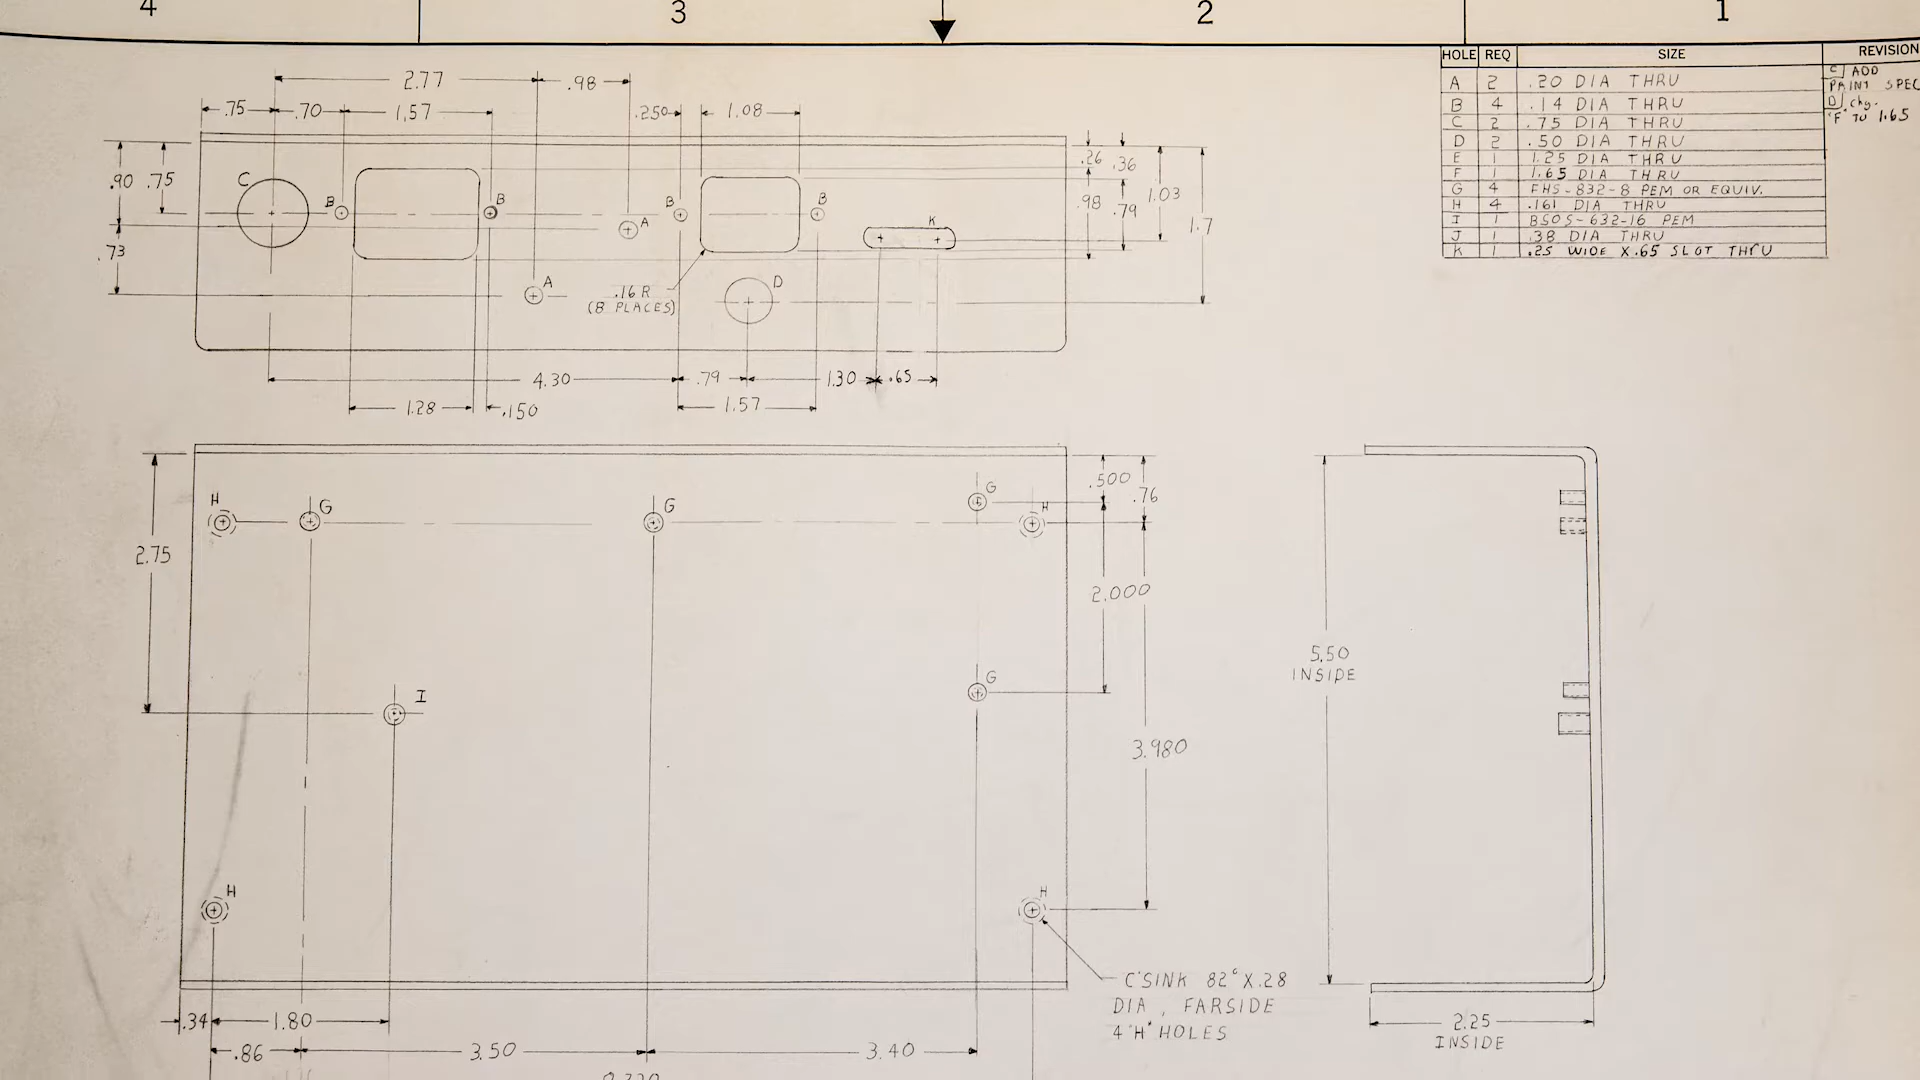 4 3 2 1
HOLE REQ SIZE REVISION
A 2 .20 DIA THRU
B 4 .14 DIA THRU
C 2 .75 DIA THRU
D 2 .50 DIA THRU
E 1 1.25 DIA THRU
F 1 1.65 DIA THRU
G 4 FHS-832-8 PEM OR EQUIV.
H 4 .161 DIA THRU
I 1 BSOS-632-16 PEM
J 1 .38 DIA THRU
K 1 .25 WIDE X .65 SLOT THRU
C ADD
PAINT SPEC
D chg.
"F" TO 1.65
2.77 .98
.75 .70 1.57 .250 1.08
.26 .36
.90 .75 C B B A B B K .98 .79 1.03
1.7
.73
A D
.16 R
(8 PLACES)
4.30 .79 1.30 .65
1.28 .150 1.57
H G G G H
.500
.76
2.75
2.000
I G
5.50
INSIDE
3.980
H H
C'SINK 82° X .28
DIA, FARSIDE
4 "H" HOLES
.34 1.80
.86 3.50 3.40
2.25
INSIDE